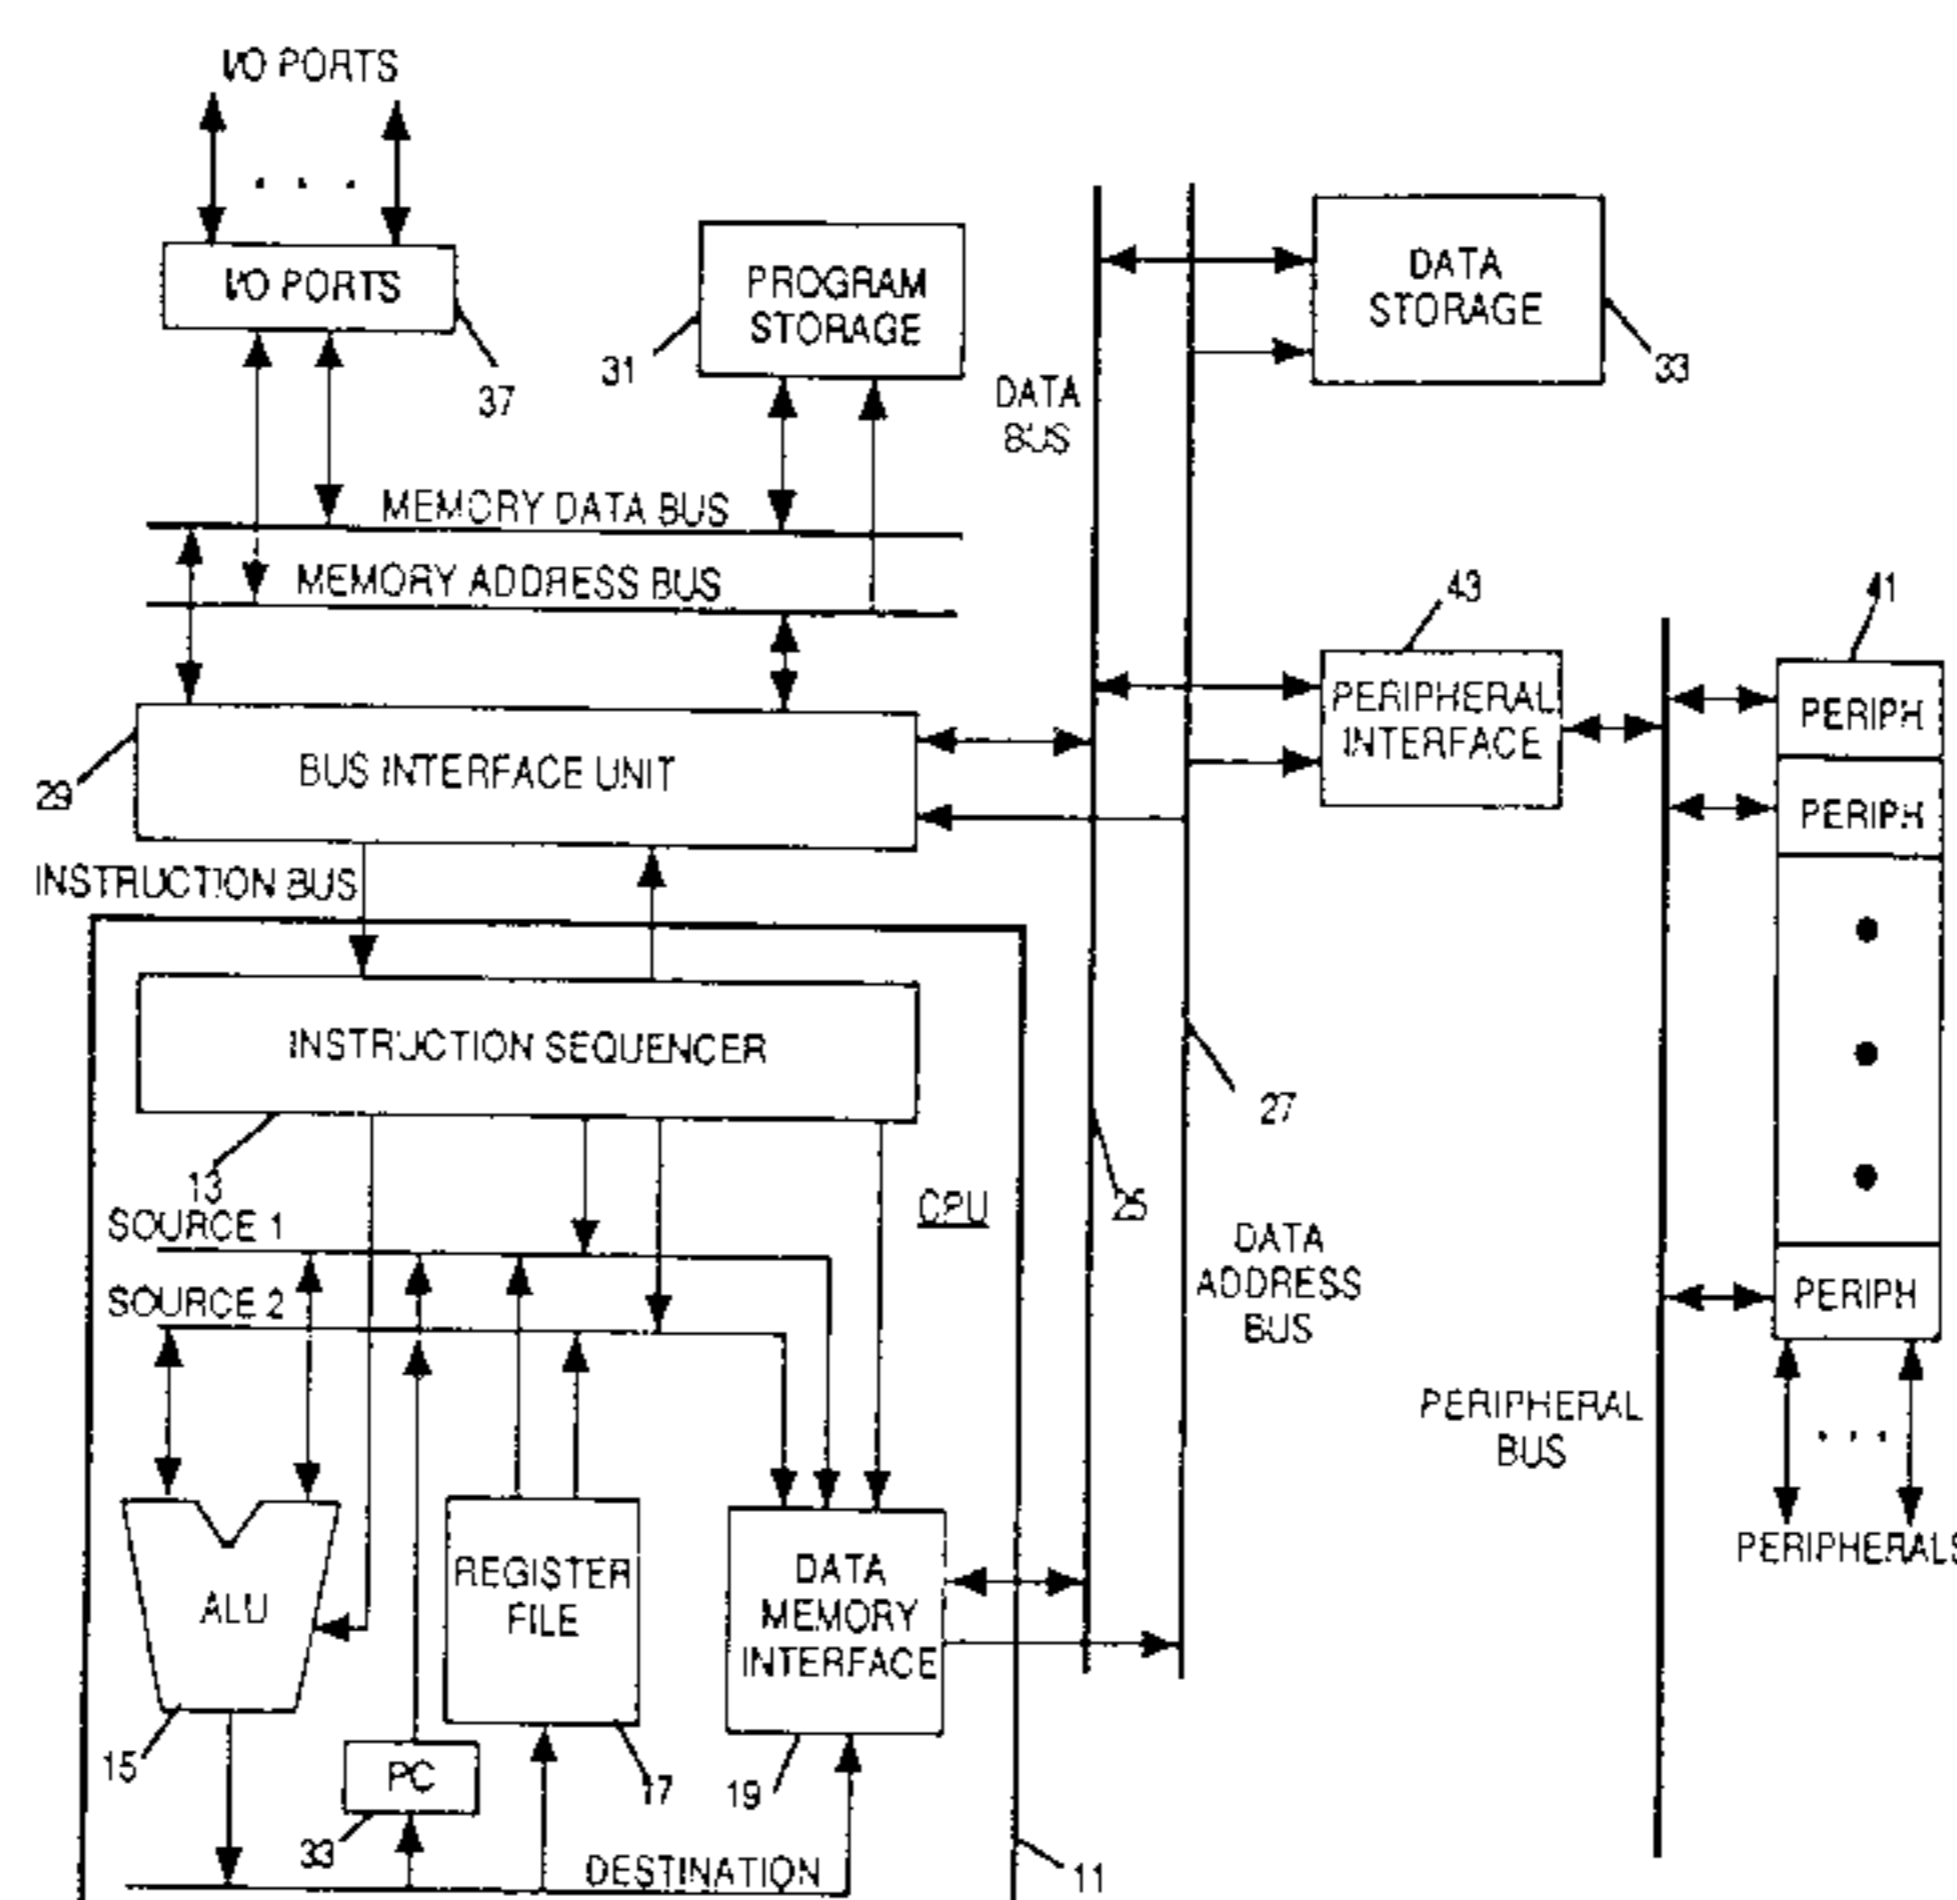 I/O PORTS
I/O PORTS
37
PROGRAM
STORAGE
31
DATA
STORAGE
33
DATA
BUS
MEMORY DATA BUS
MEMORY ADDRESS BUS
43
41
PERIPHERAL
INTERFACE
PERIPH
PERIPH
BUS INTERFACE UNIT
29
INSTRUCTION BUS
INSTRUCTION SEQUENCER
13
27
25
CPU
SOURCE 1
SOURCE 2
DATA
ADDRESS
BUS
PERIPH
PERIPHERAL
BUS
PERIPHERALS
ALU
REGISTER
FILE
DATA
MEMORY
INTERFACE
15
PC
33
17
19
DESTINATION
11